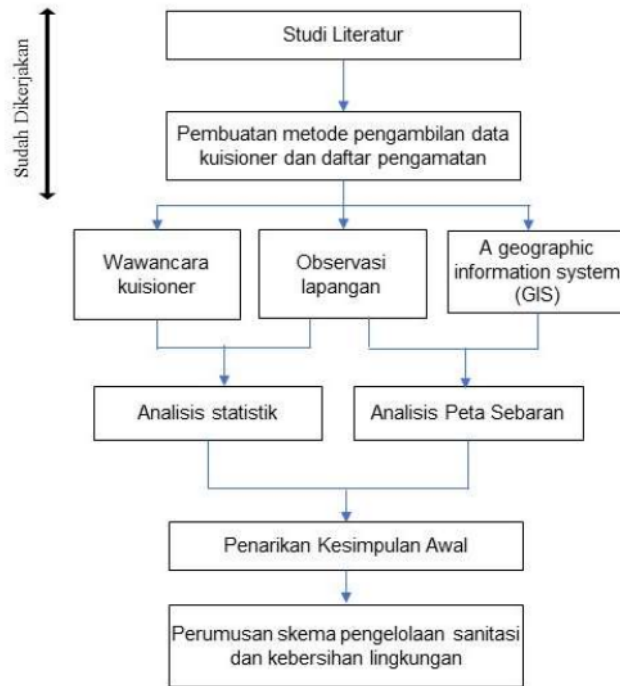 Sudah Dikerjakan
Studi Literatur
Pembuatan metode pengambilan data
kuisioner dan daftar pengamatan
Wawancara
kuisioner
Observasi
lapangan
A geographic
information system
(GIS)
Analisis statistik
Analisis Peta Sebaran
Penarikan Kesimpulan Awal
Perumusan skema pengelolaan sanitasi
dan kebersihan lingkungan